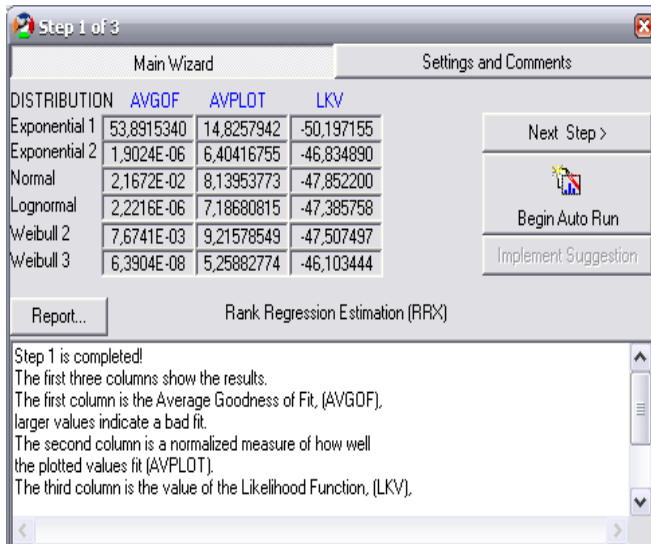 Step 1 of 3
Main Wizard Settings and Comments
DISTRIBUTION AVGOF AVPLOT LKV
Exponential 1 53,8915340 14,8257942 -50,197155
Exponential 2 1,9024E-06 6,40416755 -46,834890
Normal 2,1672E-02 8,13953773 -47,852200
Lognormal 2,2216E-06 7,18680815 -47,385758
Weibull 2 7,6741E-03 9,21578549 -47,507497
Weibull 3 6,3904E-08 5,25882774 -46,103444
Next Step >
Begin Auto Run
Implement Suggestion
Report... Rank Regression Estimation (RRX)
Step 1 is completed!
The first three columns show the results.
The first column is the Average Goodness of Fit, (AVGOF),
larger values indicate a bad fit.
The second column is a normalized measure of how well
the plotted values fit (AVPLOT).
The third column is the value of the Likelihood Function, (LKV),